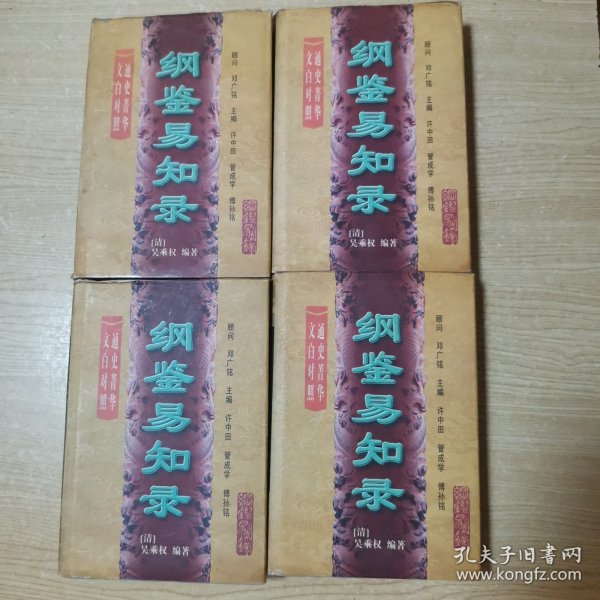 通史菁华
文白对照
纲鉴易知录
[清]
吴乘权 编著
顾问 邓广铭 主编 许中田 管成学 傅孙铭
通史菁华
文白对照
纲鉴易知录
[清]
吴乘权 编著
顾问 邓广铭 主编 许中田 管成学 傅孙铭
通史菁华
文白对照
纲鉴易知录
[清]
吴乘权 编著
顾问 邓广铭 主编 许中田 管成学 傅孙铭
通史菁华
文白对照
纲鉴易知录
[清]
吴乘权 编著
顾问 邓广铭 主编 许中田 管成学 傅孙铭
孔夫子旧书网
www.kongfz.com